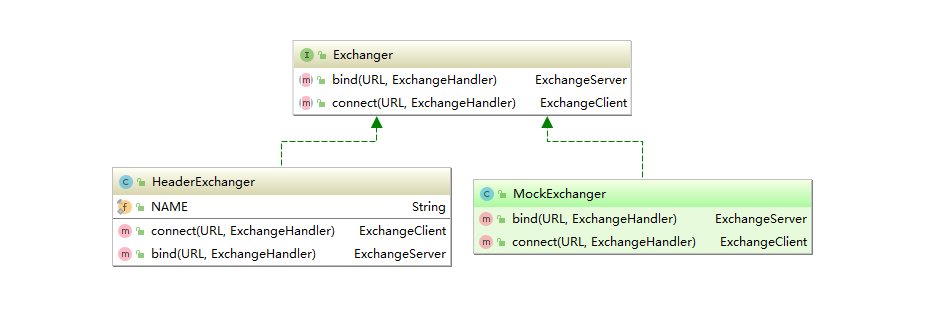 I Exchanger
m bind(URL, ExchangeHandler) ExchangeServer
m connect(URL, ExchangeHandler) ExchangeClient
C HeaderExchanger
f NAME String
m connect(URL, ExchangeHandler) ExchangeClient
m bind(URL, ExchangeHandler) ExchangeServer
C MockExchanger
m bind(URL, ExchangeHandler) ExchangeServer
m connect(URL, ExchangeHandler) ExchangeClient